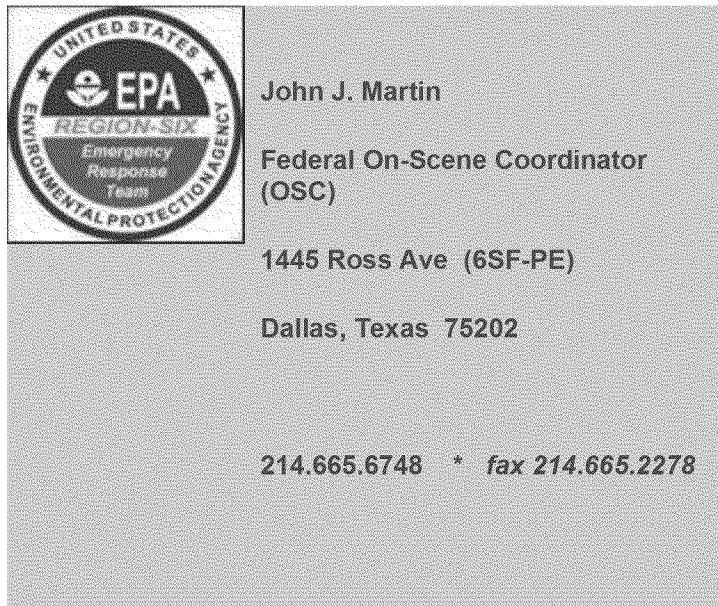 UNITED STATES
ENVIRONMENTAL PROTECTION AGENCY
EPA
REGION-SIX
Emergency
Response
Team
John J. Martin
Federal On-Scene Coordinator
(OSC)
1445 Ross Ave (6SF-PE)
Dallas, Texas 75202
214.665.6748 * fax 214.665.2278